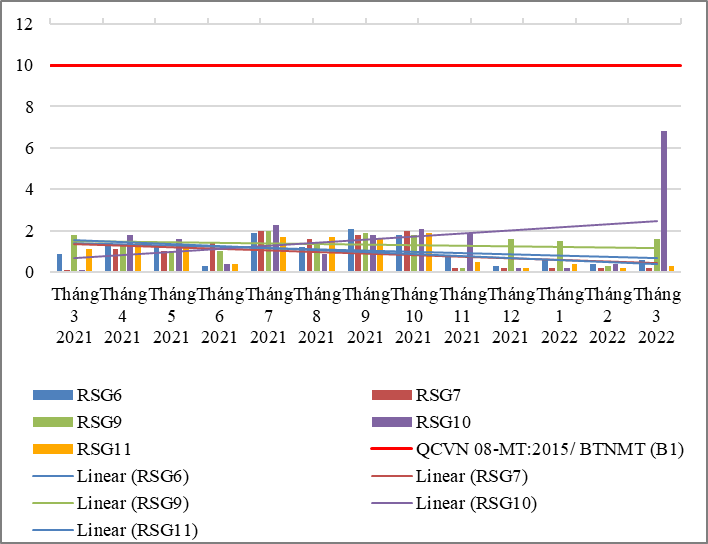 12
10
8
6
4
2
0
Tháng Tháng Tháng Tháng Tháng Tháng Tháng Tháng Tháng Tháng Tháng Tháng Tháng
3 4 5 6 7 8 9 10 11 12 1 2 3
2021 2021 2021 2021 2021 2021 2021 2021 2021 2021 2022 2022 2022
RSG6 RSG7
RSG9 RSG10
RSG11 QCVN 08-MT:2015/ BTNMT (B1)
Linear (RSG6) Linear (RSG7)
Linear (RSG9) Linear (RSG10)
Linear (RSG11)